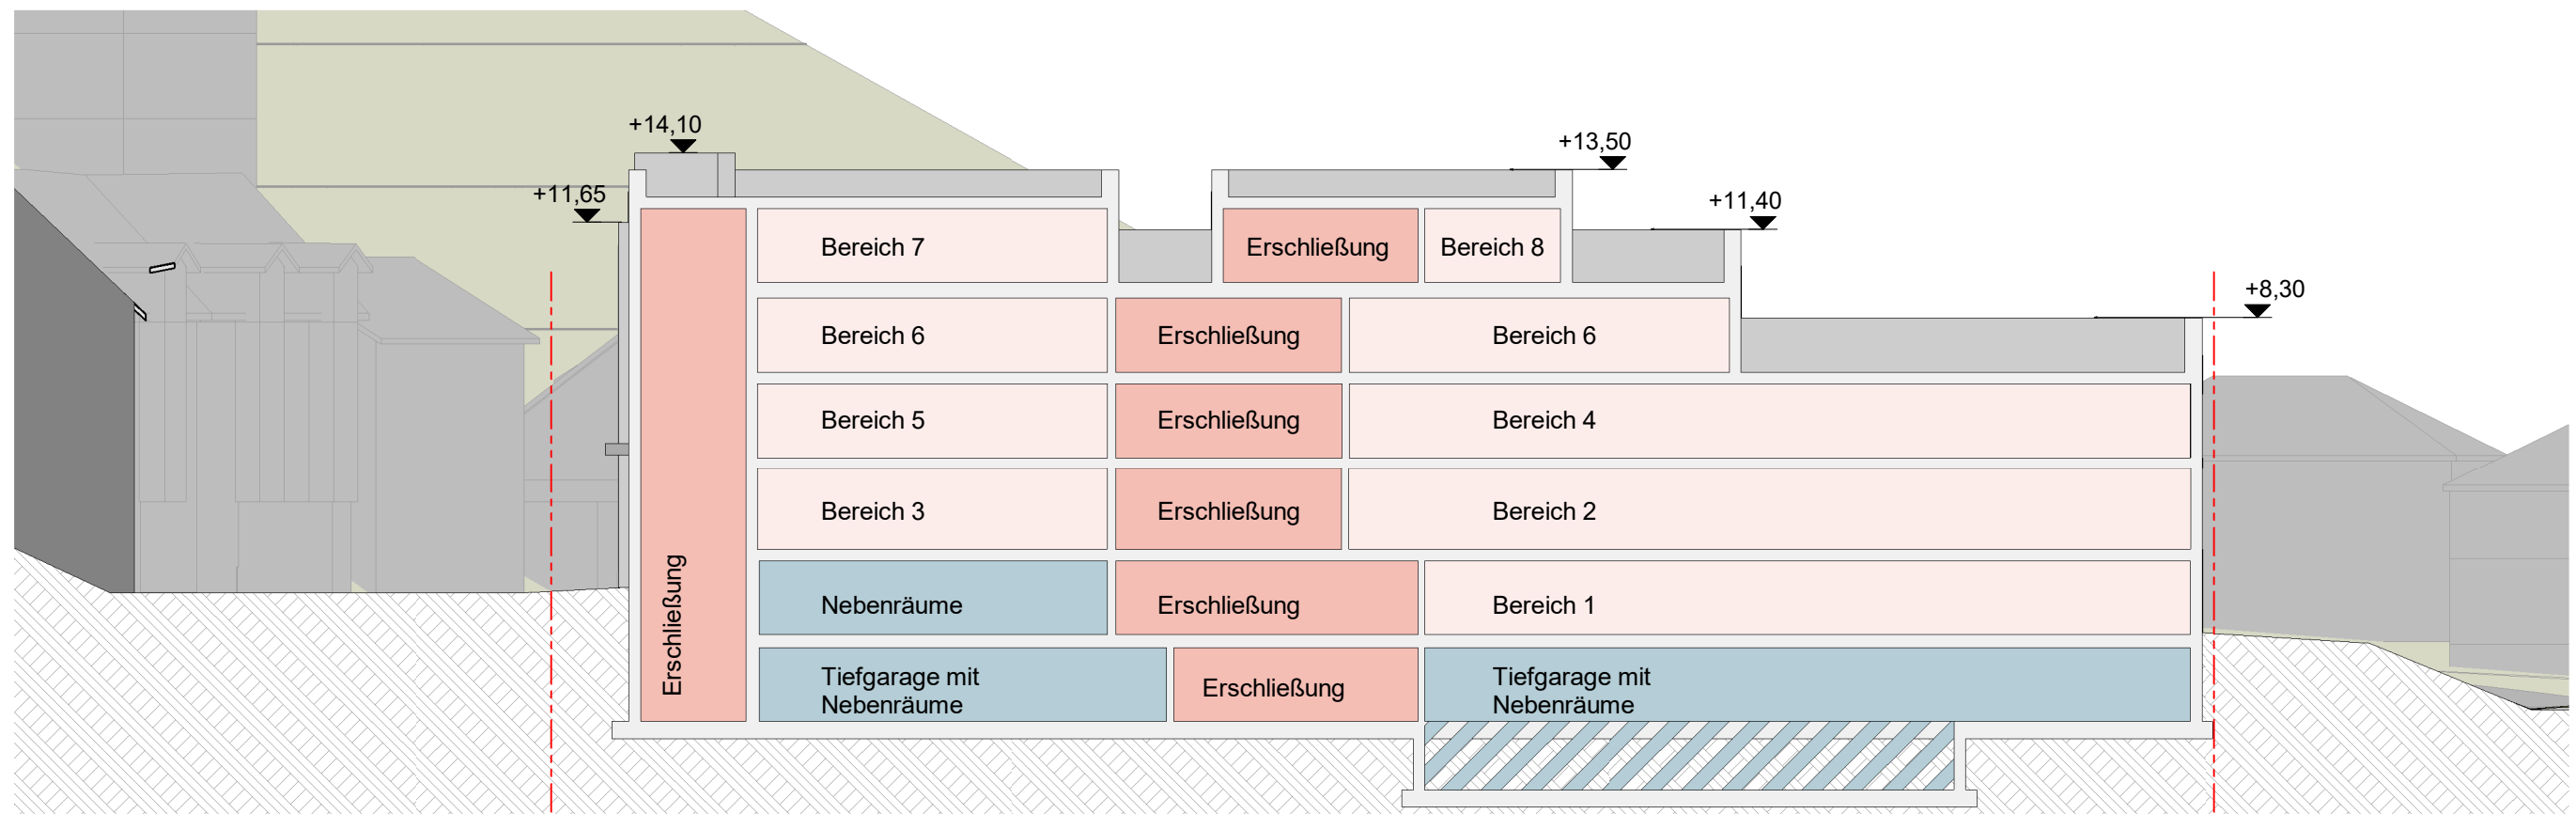 +14,10
+13,50
+11,65
+11,40
Bereich 7
Erschließung
Bereich 8
+8,30
Bereich 6
Erschließung
Bereich 6
Bereich 5
Erschließung
Bereich 4
Bereich 3
Erschließung
Bereich 2
Erschließung
Nebenräume
Erschließung
Bereich 1
Tiefgarage mit
Nebenräume
Erschließung
Tiefgarage mit
Nebenräume